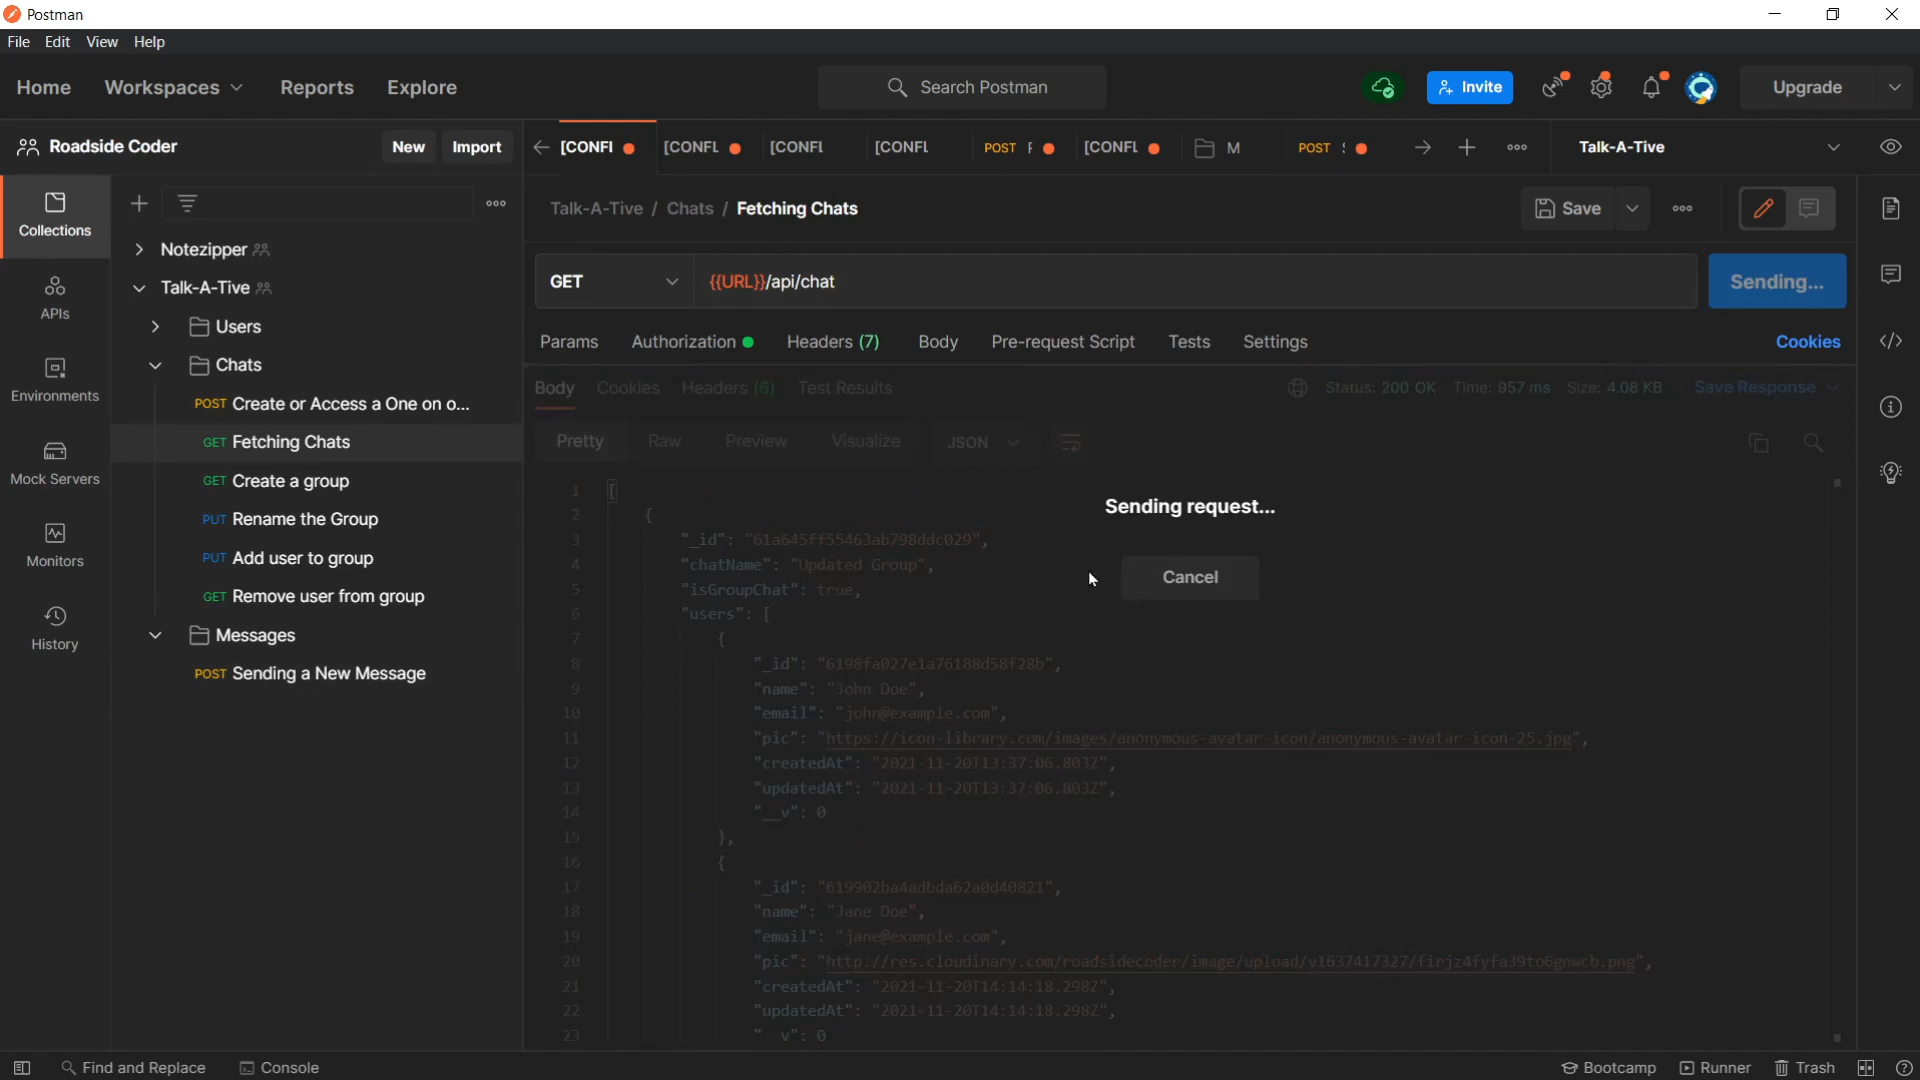 Postman
File Edit View Help
Home Workspaces Reports Explore
Search Postman
Invite
Upgrade
Roadside Coder
New Import
[CONFI [CONFL [CONFL [CONFL POST F [CONFL M POST
Talk-A-Tive
Collections
APIs
Environments
Mock Servers
Monitors
History
Notezipper
Talk-A-Tive
Users
Chats
POST Create or Access a One on o...
GET Fetching Chats
GET Create a group
PUT Rename the Group
PUT Add user to group
GET Remove user from group
Messages
POST Sending a New Message
Talk-A-Tive / Chats / Fetching Chats
Save
GET {{URL}}/api/chat
Sending...
Params Authorization Headers (7) Body Pre-request Script Tests Settings Cookies
Body Cookies Headers (6) Test Results
Status: 200 OK Time: 957 ms Size: 4.08 KB Save Response
Pretty Raw Preview Visualize JSON
Sending request...
Cancel
1 [
2 {
3 "_id": "61a645ff55463ab798ddc029",
4 "chatName": "Updated Group",
5 "isGroupChat": true,
6 "users": [
7 {
8 "_id": "6198fa027e1a76188d58f28b",
9 "name": "John Doe",
10 "email": "john@example.com",
11 "pic": "https://icon-library.com/images/anonymous-avatar-icon/anonymous-avatar-icon-25.jpg",
12 "createdAt": "2021-11-20T13:37:06.803Z",
13 "updatedAt": "2021-11-20T13:37:06.803Z",
14 "__v": 0
15 },
16 {
17 "_id": "619902ba4adbda62a0d40821",
18 "name": "Jane Doe",
19 "email": "jane@example.com",
20 "pic": "http://res.cloudinary.com/roadsidecoder/image/upload/v1637417327/firjz4fyfa39to6gnwcb.png",
21 "createdAt": "2021-11-20T14:14:18.298Z",
22 "updatedAt": "2021-11-20T14:14:18.298Z",
23 "__v": 0
Find and Replace Console
Bootcamp Runner Trash